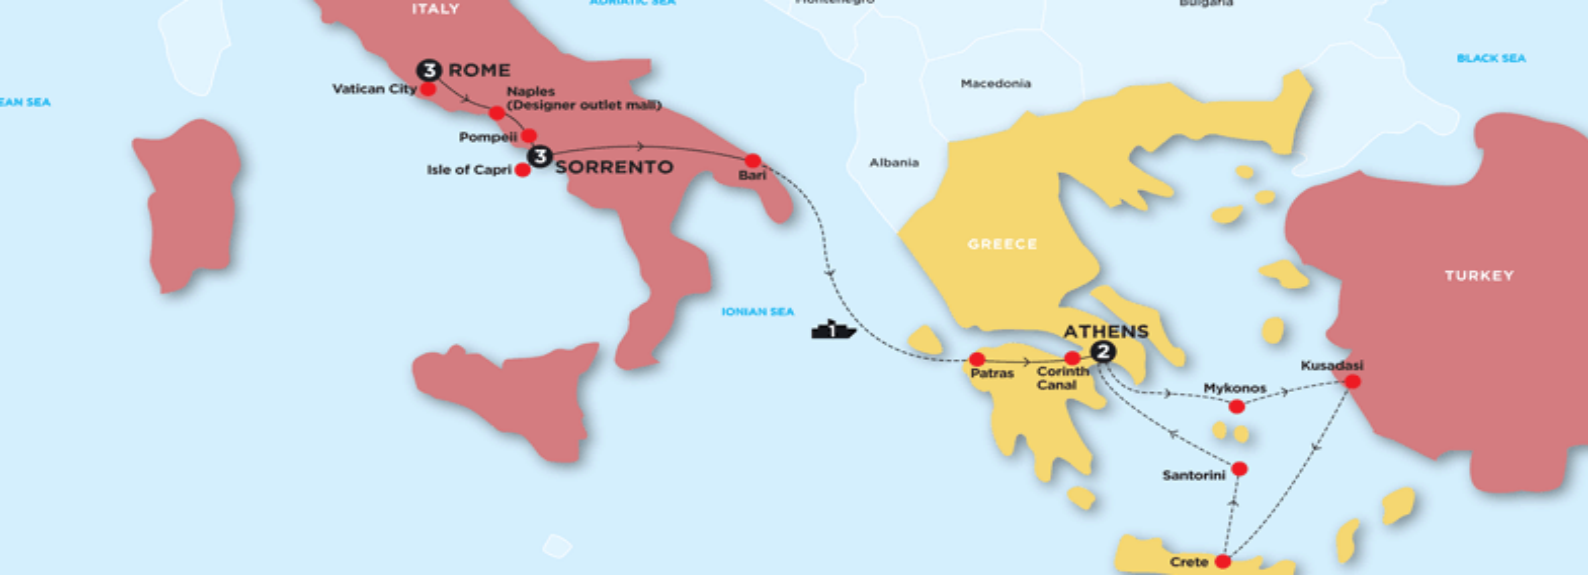 ITALY
ADRIATIC SEA
Montenegro
Bulgaria
BLACK SEA
3 ROME
Vatican City
EAN SEA
Naples
(Designer outlet mall)
Macedonia
Pompeii
3 SORRENTO
Isle of Capri
Bari
Albania
GREECE
TURKEY
IONIAN SEA
1
ATHENS
2
Patras
Corinth
Canal
Kusadasi
Mykonos
Santorini
Crete